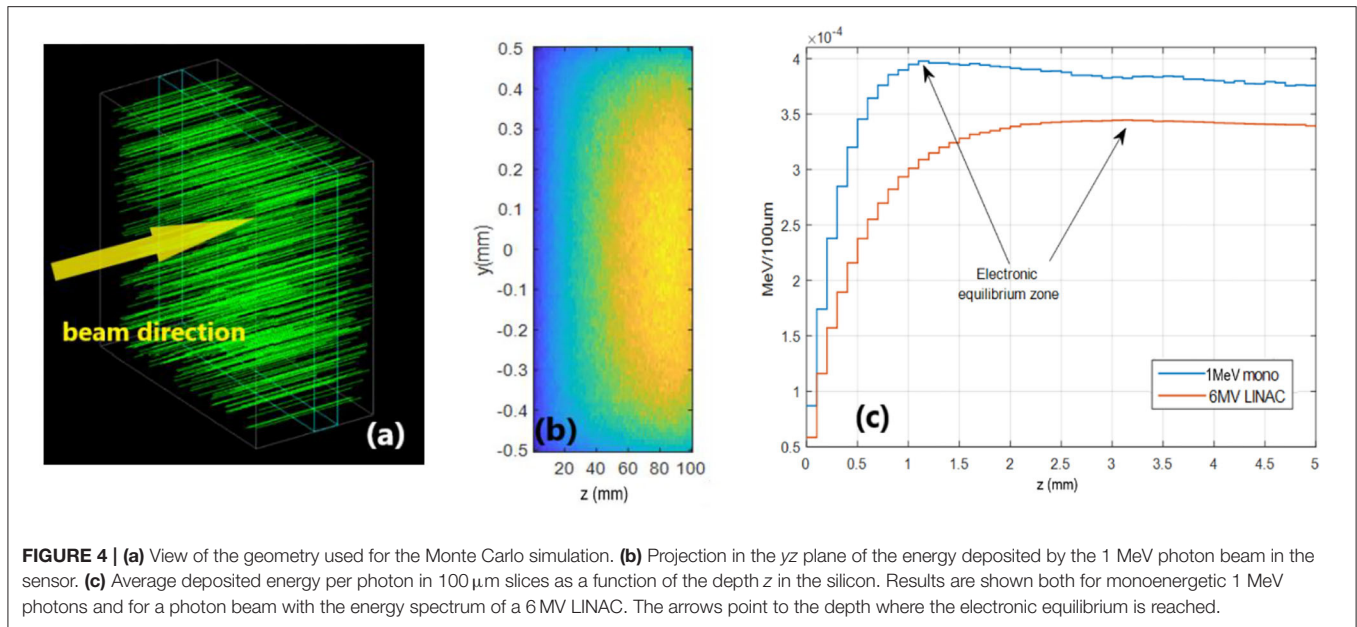 beam direction
(a)
0.5
0.4
0.3
0.2
0.1
0
-0.1
-0.2
-0.3
-0.4
-0.5
y(mm)
(b)
20 40 60 80 100
z (mm)
×10⁻⁴
4
3.5
3
2.5
2
1.5
1
0.5
MeV/100um
Electronic
equilibrium zone
1MeV mono
6MV LINAC
(c)
0 0.5 1 1.5 2 2.5 3 3.5 4 4.5 5
z (mm)
FIGURE 4 | (a) View of the geometry used for the Monte Carlo simulation. (b) Projection in the yz plane of the energy deposited by the 1 MeV photon beam in the
sensor. (c) Average deposited energy per photon in 100 μm slices as a function of the depth z in the silicon. Results are shown both for monoenergetic 1 MeV
photons and for a photon beam with the energy spectrum of a 6 MV LINAC. The arrows point to the depth where the electronic equilibrium is reached.